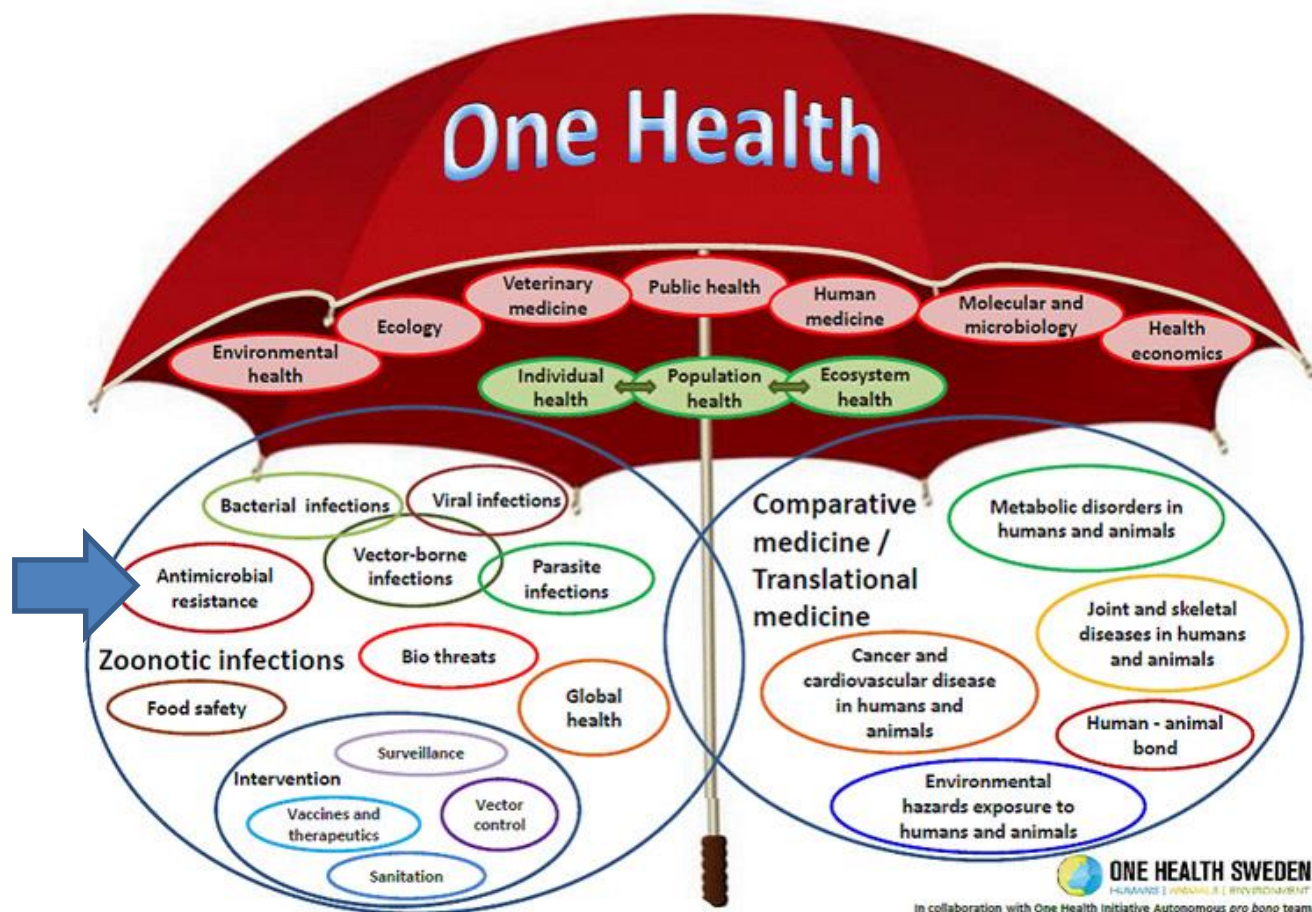 One Health
Veterinary
medicine
Public health
Human
medicine
Molecular and
microbiology
Health
economics
Ecology
Environmental
health
Individual
health
Population
health
Ecosystem
health
Bacterial infections
Viral infections
Vector-borne
infections
Parasite
infections
Antimicrobial
resistance
Zoonotic infections
Bio threats
Food safety
Global
health
Intervention
Surveillance
Vaccines and
therapeutics
Vector
control
Sanitation
Comparative
medicine /
Translational
medicine
Metabolic disorders in
humans and animals
Joint and skeletal
diseases in humans
and animals
Cancer and
cardiovascular disease
in humans and
animals
Human - animal
bond
Environmental
hazards exposure to
humans and animals
ONE HEALTH SWEDEN
HUMANS | ANIMALS | ENVIRONMENT
In collaboration with One Health Initiative Autonomous pro bono team